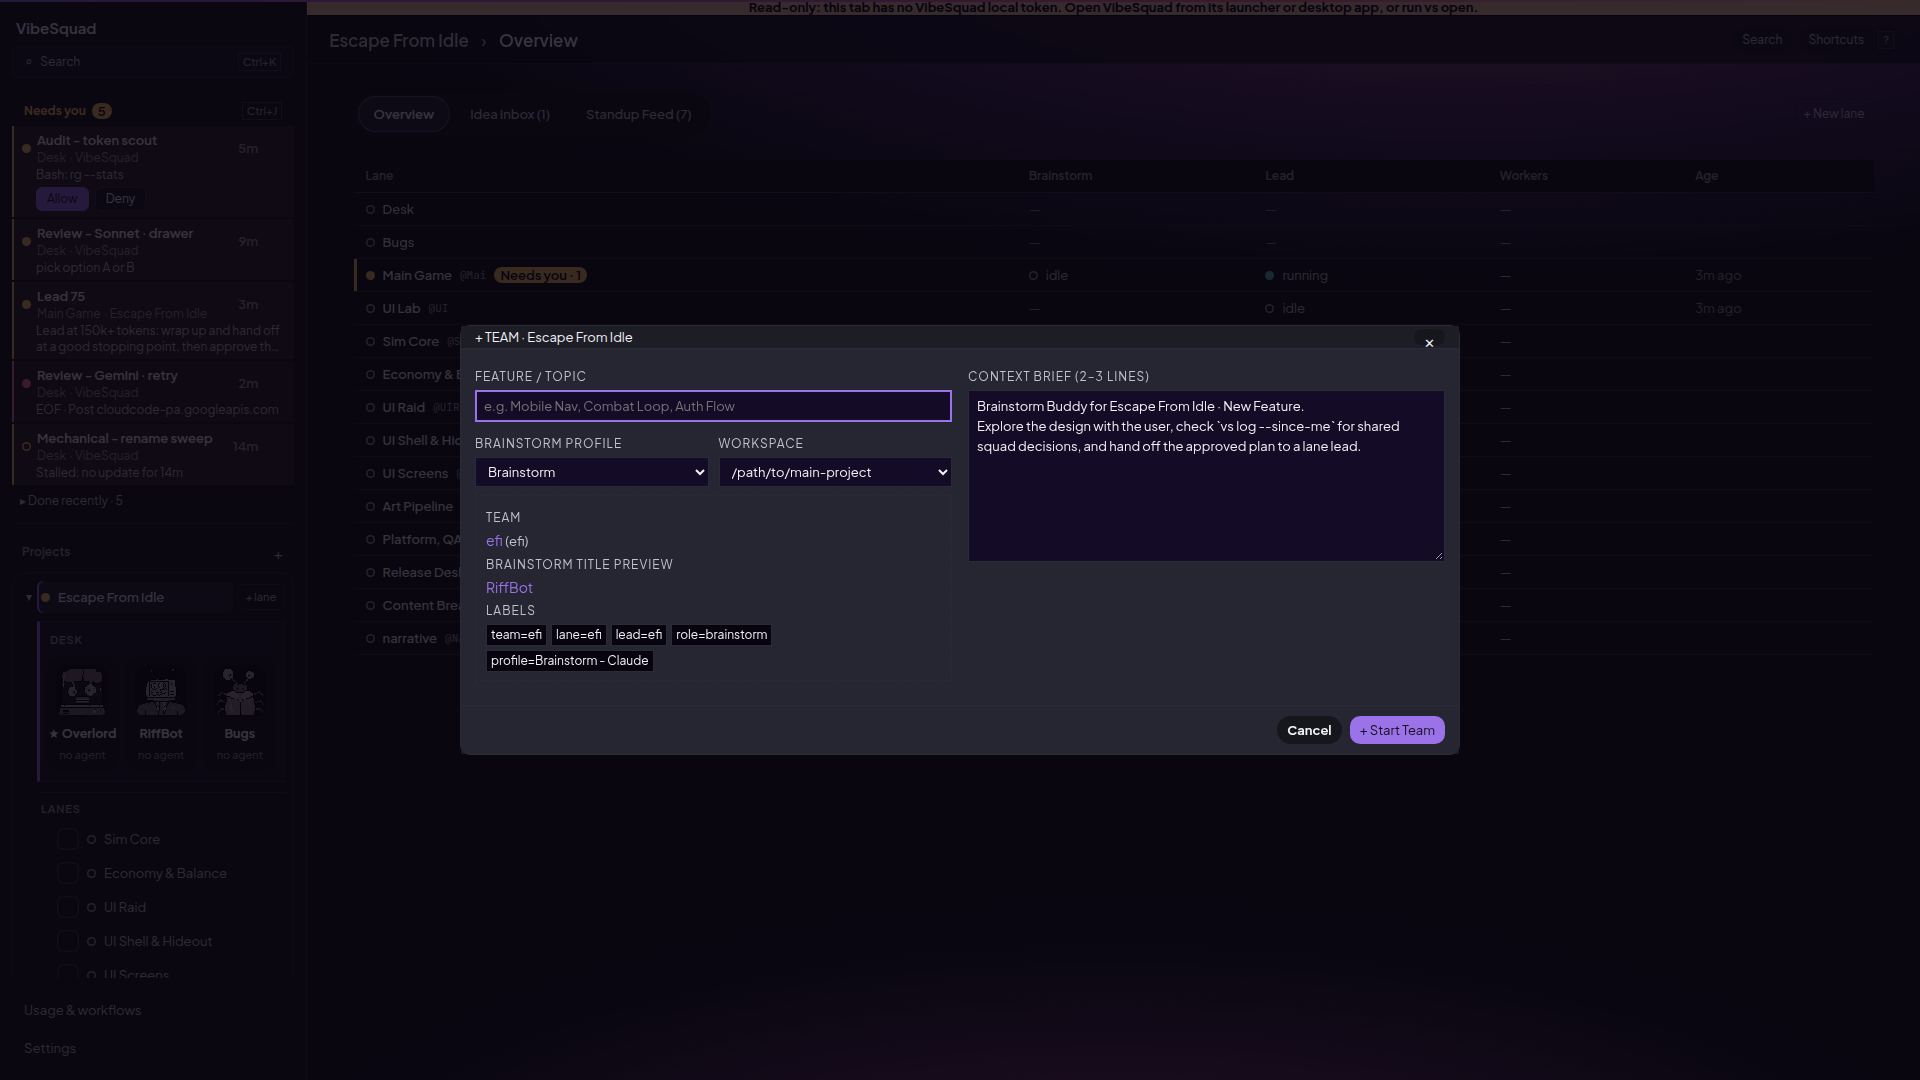 Read-only: this tab has no VibeSquad local token. Open VibeSquad from its launcher or desktop app, or run vs open.
VibeSquad
Search
Ctrl+K
Needs you 5
Ctrl+J
Audit - token scout
5m
Desk · VibeSquad
Bash: rg --stats
Allow
Deny
Review - Sonnet · drawer
9m
Desk · VibeSquad
pick option A or B
Lead 75
3m
Main Game · Escape From Idle
Lead at 150k+ tokens: wrap up and hand off
at a good stopping point, then approve th...
Review - Gemini · retry
2m
Desk · VibeSquad
EOF · Post cloudcode-pa.googleapis.com
Mechanical - rename sweep
14m
Desk · VibeSquad
Stalled: no update for 14m
▸ Done recently · 5
Projects
+
▾ Escape From Idle
+ lane
DESK
★ Overlord
RiffBot
Bugs
no agent
no agent
no agent
LANES
Sim Core
Economy & Balance
UI Raid
UI Shell & Hideout
UI Screens
Usage & workflows
Settings
Escape From Idle › Overview
Search
Shortcuts
?
Overview
Idea Inbox (1)
Standup Feed (7)
+ New lane
Lane Brainstorm Lead Workers Age
Desk — — —
Bugs — — —
Main Game @Mai Needs you · 1 idle running — 3m ago
UI Lab @UI — idle — 3m ago
Sim Core
Economy & B
—
UI Raid @UIR —
UI Shell & Hid —
UI Screens —
Art Pipeline —
Platform, QA —
Release Des —
Content Brea —
narrative @N —
+ TEAM · Escape From Idle
×
FEATURE / TOPIC
e.g. Mobile Nav, Combat Loop, Auth Flow
BRAINSTORM PROFILE
WORKSPACE
Brainstorm
/path/to/main-project
TEAM
efi (efi)
BRAINSTORM TITLE PREVIEW
RiffBot
LABELS
team=efi lane=efi lead=efi role=brainstorm
profile=Brainstorm - Claude
CONTEXT BRIEF (2–3 LINES)
Brainstorm Buddy for Escape From Idle · New Feature.
Explore the design with the user, check `vs log --since-me` for shared
squad decisions, and hand off the approved plan to a lane lead.
Cancel
+ Start Team